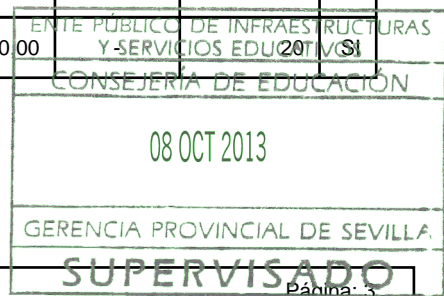 ENTE PÚBLICO DE INFRAESTRUCTURAS
0.00 - 20 SI
Y SERVICIOS EDUCATIVOS
CONSEJERÍA DE EDUCACIÓN
08 OCT 2013
GERENCIA PROVINCIAL DE SEVILLA
SUPERVISADO
Página: 3